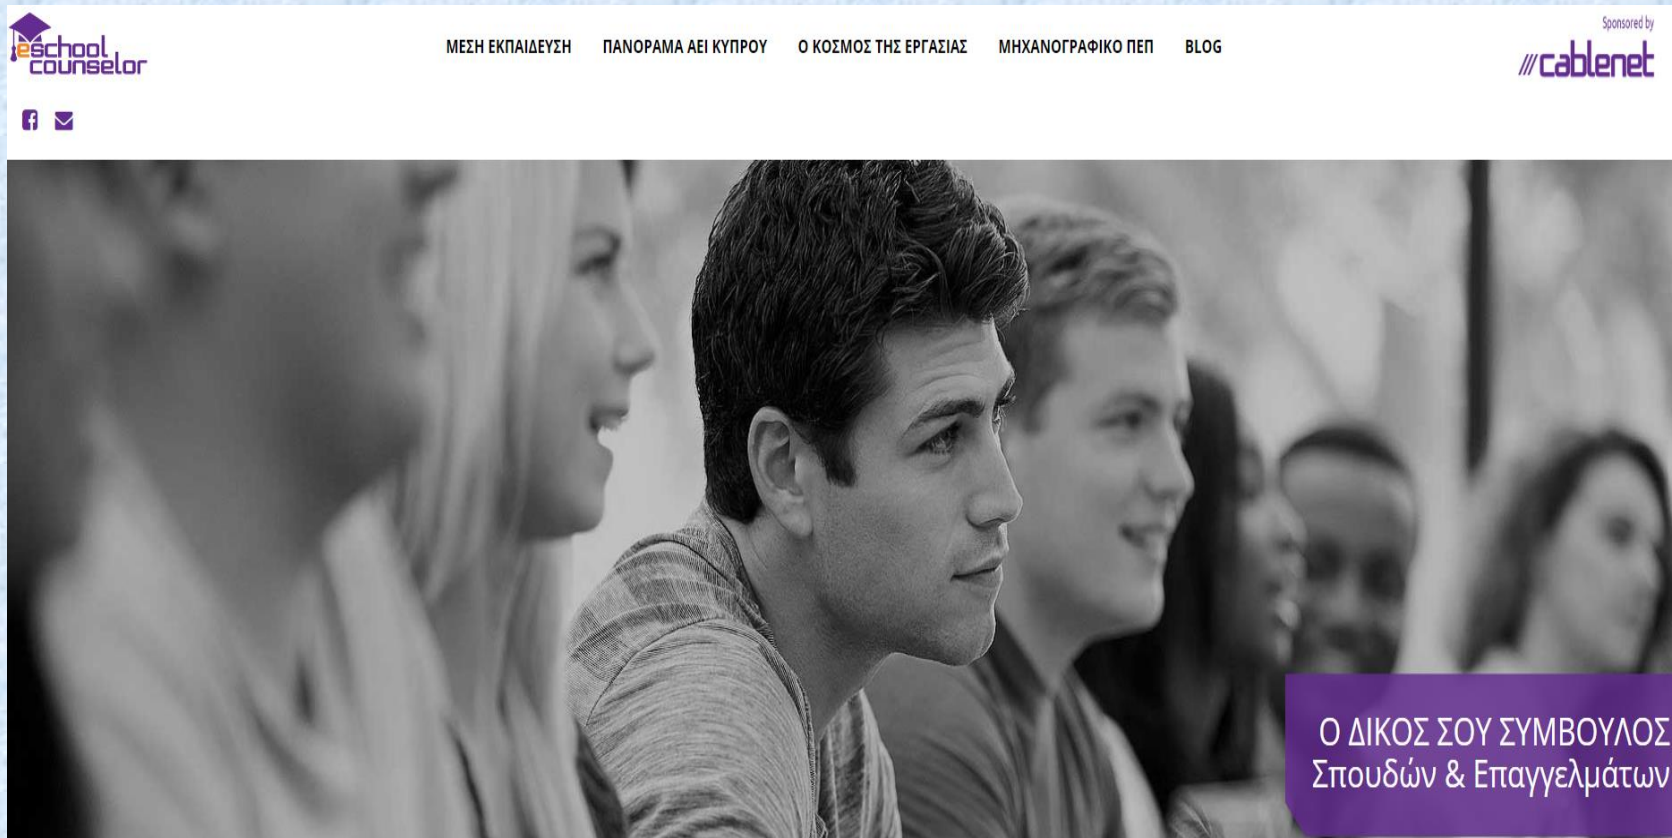 eschool
counselor
ΜΕΣΗ ΕΚΠΑΙΔΕΥΣΗ ΠΑΝΟΡΑΜΑ ΑΕΙ ΚΥΠΡΟΥ Ο ΚΟΣΜΟΣ ΤΗΣ ΕΡΓΑΣΙΑΣ ΜΗΧΑΝΟΓΡΑΦΙΚΟ ΠΕΠ BLOG
Sponsored by
cablenet
Ο ΔΙΚΟΣ ΣΟΥ ΣΥΜΒΟΥΛΟΣ
Σπουδών & Επαγγελμάτων